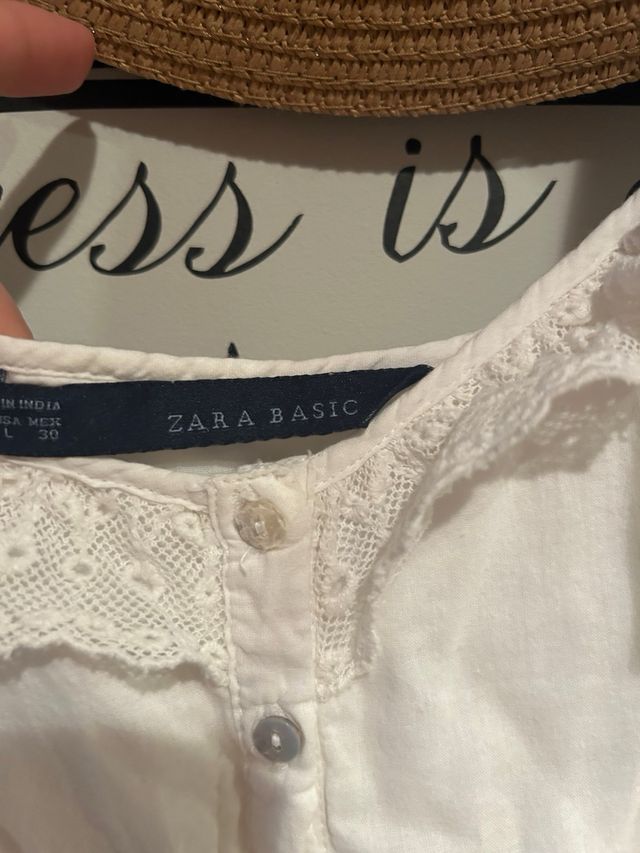 ess is
IN INDIA
USA MEX
L 30
ZARA BASIC